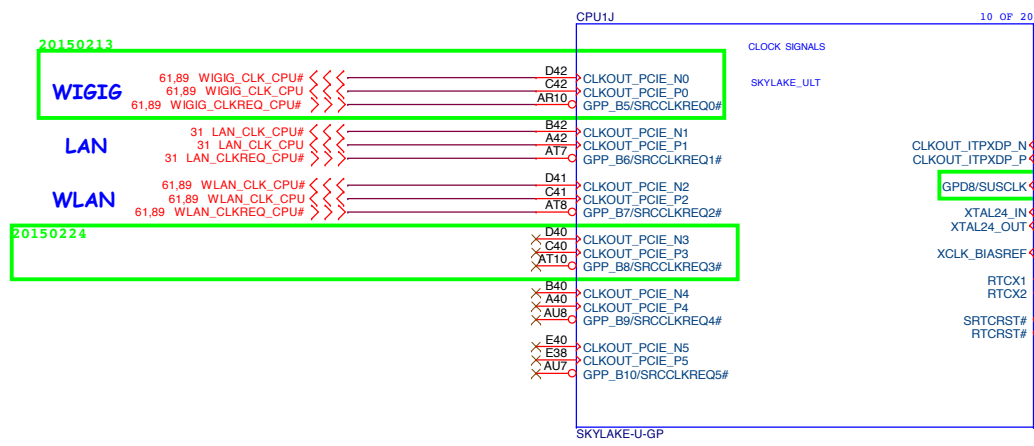 CPU1J 10 OF 20
20150213
CLOCK SIGNALS
SKYLAKE_ULT
WIGIG
61,89 WIGIG_CLK_CPU# D42 CLKOUT_PCIE_N0
61,89 WIGIG_CLK_CPU C42 CLKOUT_PCIE_P0
61,89 WIGIG_CLKREQ_CPU# AR10 GPP_B5/SRCCLKREQ0#
LAN
31 LAN_CLK_CPU# B42 CLKOUT_PCIE_N1
31 LAN_CLK_CPU A42 CLKOUT_PCIE_P1
31 LAN_CLKREQ_CPU# AT7 GPP_B6/SRCCLKREQ1#
CLKOUT_ITPXDP_N
CLKOUT_ITPXDP_P
WLAN
61,89 WLAN_CLK_CPU# D41 CLKOUT_PCIE_N2
61,89 WLAN_CLK_CPU C41 CLKOUT_PCIE_P2
61,89 WLAN_CLKREQ_CPU# AT8 GPP_B7/SRCCLKREQ2#
GPD8/SUSCLK
XTAL24_IN
XTAL24_OUT
20150224
D40 CLKOUT_PCIE_N3
C40 CLKOUT_PCIE_P3
AT10 GPP_B8/SRCCLKREQ3#
XCLK_BIASREF
B40 CLKOUT_PCIE_N4
A40 CLKOUT_PCIE_P4
AU8 GPP_B9/SRCCLKREQ4#
RTCX1
RTCX2
SRTCRST#
RTCRST#
E40 CLKOUT_PCIE_N5
E38 CLKOUT_PCIE_P5
AU7 GPP_B10/SRCCLKREQ5#
SKYLAKE-U-GP